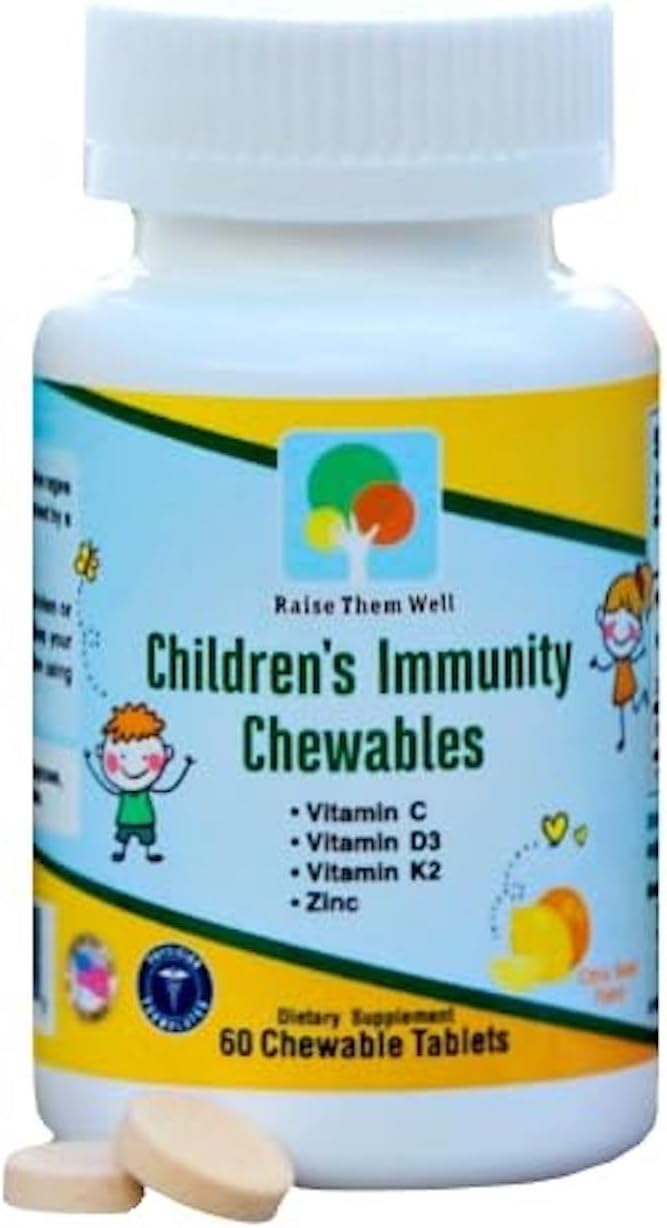 Raise Them Well
Children's Immunity
Chewables
• Vitamin C
• Vitamin D3
• Vitamin K2
• Zinc
Dietary Supplement
60 Chewable Tablets